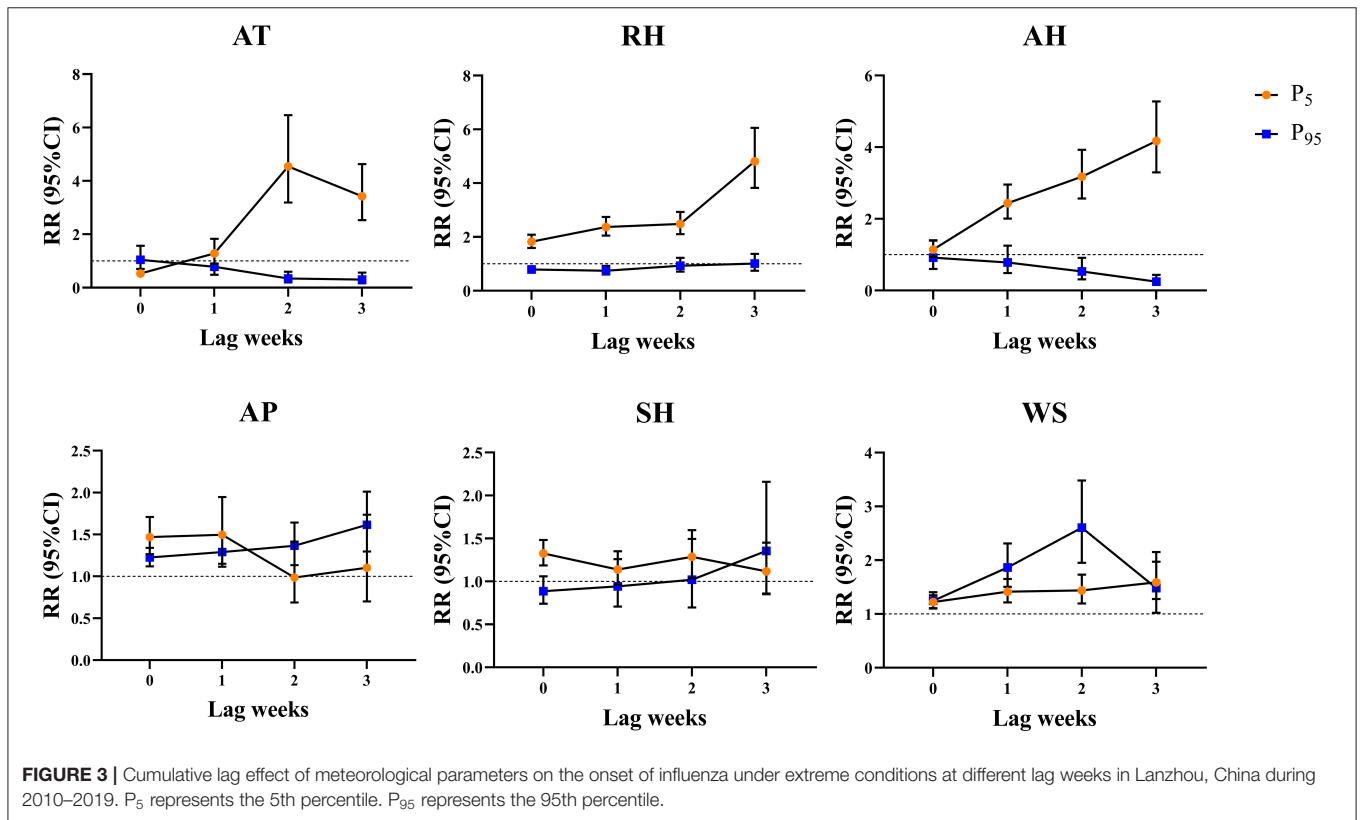 AT
RH
AH
RR (95%CI)
8
6
4
2
0
0 1 2 3
Lag weeks
RR (95%CI)
8
6
4
2
0
0 1 2 3
Lag weeks
RR (95%CI)
6
4
2
0
0 1 2 3
Lag weeks
P5
P95
AP
SH
WS
RR (95%CI)
2.5
2.0
1.5
1.0
0.5
0.0
0 1 2 3
Lag weeks
RR (95%CI)
2.5
2.0
1.5
1.0
0.5
0.0
0 1 2 3
Lag weeks
RR (95%CI)
4
3
2
1
0
0 1 2 3
Lag weeks
FIGURE 3 | Cumulative lag effect of meteorological parameters on the onset of influenza under extreme conditions at different lag weeks in Lanzhou, China during
2010–2019. P5 represents the 5th percentile. P95 represents the 95th percentile.